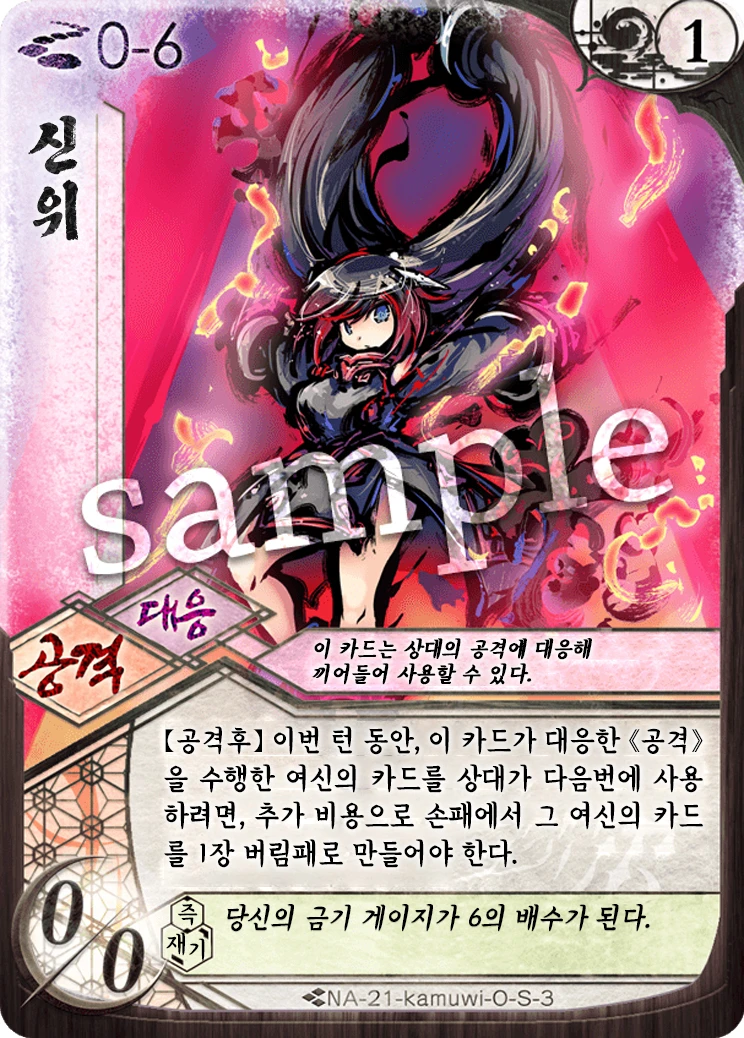 0-6
1
신위
sample
대응
공격
이 카드는 상대의 공격에 대응해
끼어들어 사용할 수 있다.
【공격후】 이번 턴 동안, 이 카드가 대응한 《공격》
을 수행한 여신의 카드를 상대가 다음번에 사용
하려면, 추가 비용으로 손패에서 그 여신의 카드
를 1장 버림패로 만들어야 한다.
0/0
즉
재기
당신의 금기 게이지가 6의 배수가 된다.
NA-21-kamuwi-O-S-3